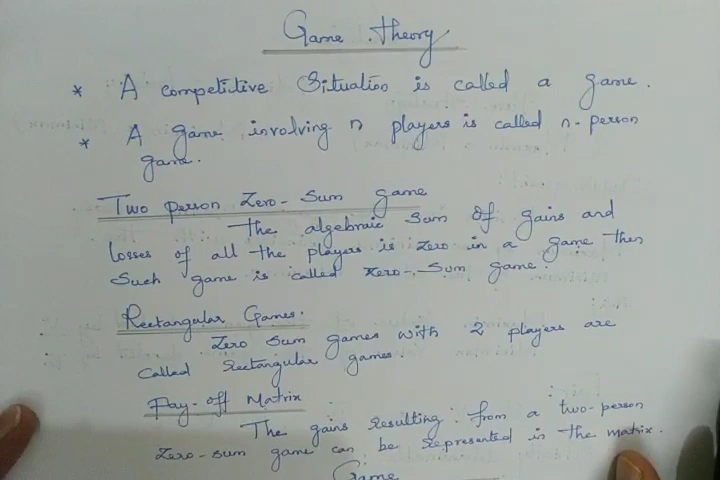 Game Theory
* A competitive Situation is called a game.
* A game involving n players is called n-person
game.
Two person Zero-Sum game
The algebraic sum of gains and
losses of all the players is zero in a game then
Such game is called zero-sum game.
Rectangular Games.
Zero sum games with 2 players are
called rectangular games.
Pay-off Matrix
The gains resulting from a two-person
Zero-sum game can be represented in the matrix.
Game